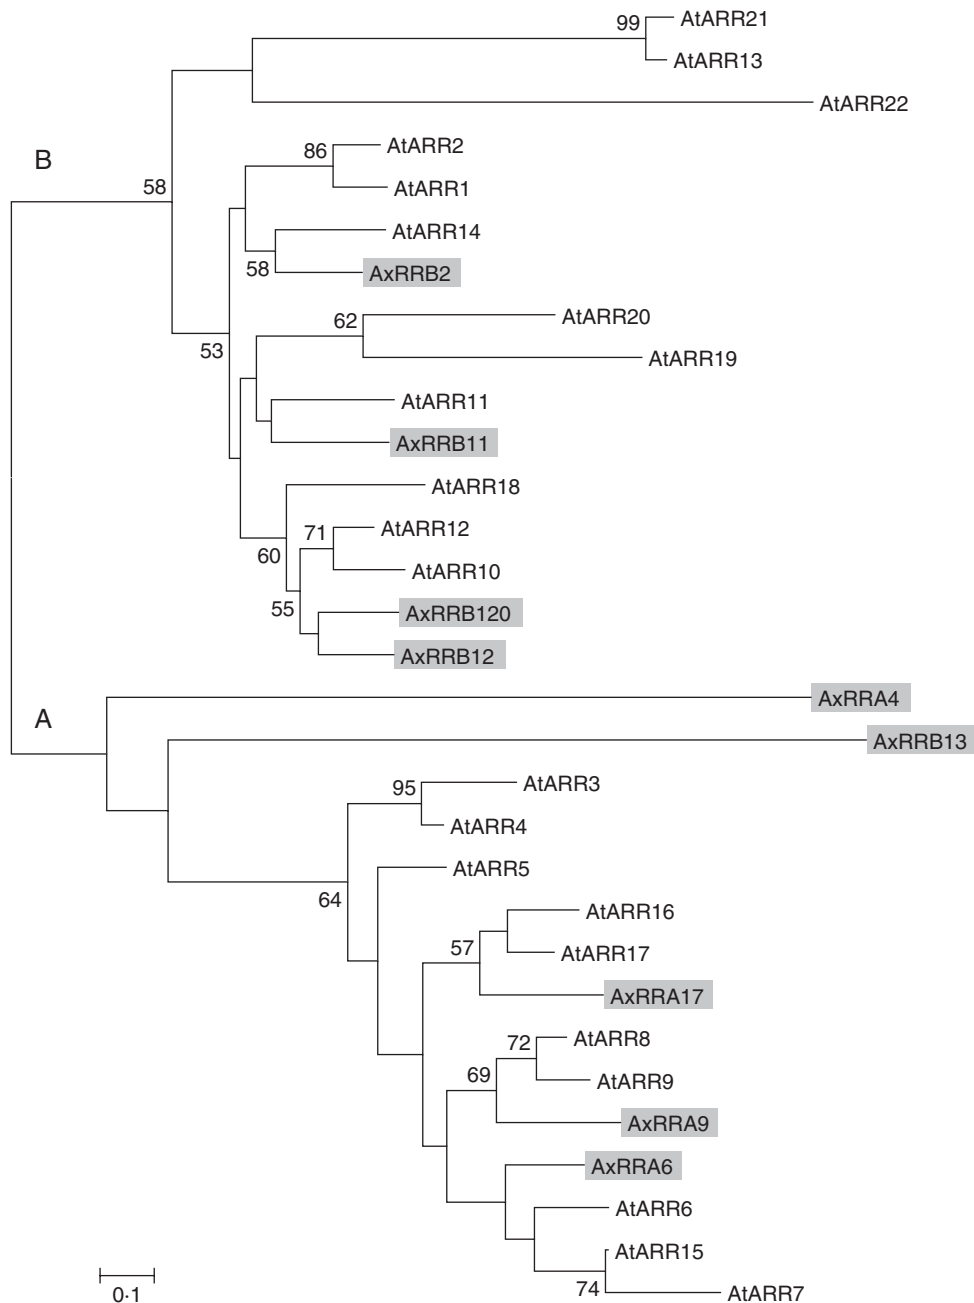 99
AtARR21
AtARR13
AtARR22
B
86
AtARR2
58
AtARR1
AtARR14
58
AxRRB2
62
AtARR20
53
AtARR19
AtARR11
AxRRB11
AtARR18
71
AtARR12
60
AtARR10
55
AxRRB120
AxRRB12
A
AxRRA4
AxRRB13
95
AtARR3
AtARR4
AtARR5
64
AtARR16
57
AtARR17
AxRRA17
72
AtARR8
69
AtARR9
AxRRA9
AxRRA6
AtARR6
AtARR15
74
AtARR7
0·1